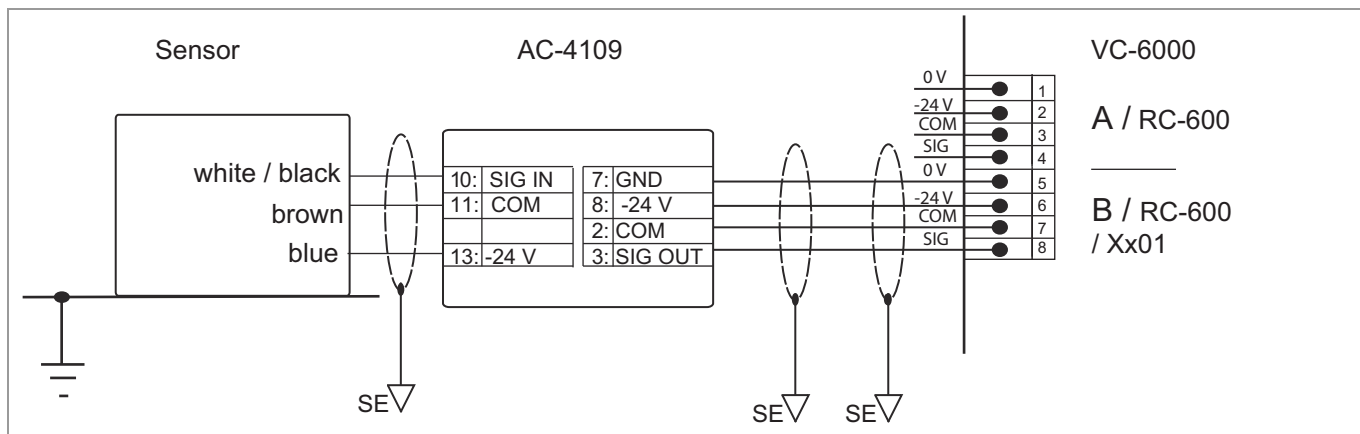 Sensor
AC-4109
VC-6000
white / black
brown
blue
10: SIG IN
11: COM
13: -24 V
7: GND
8: -24 V
2: COM
3: SIG OUT
0 V
-24 V
COM
SIG
0 V
-24 V
COM
SIG
1
2
3
4
5
6
7
8
A / RC-600
B / RC-600
/ Xx01
SE
SE
SE